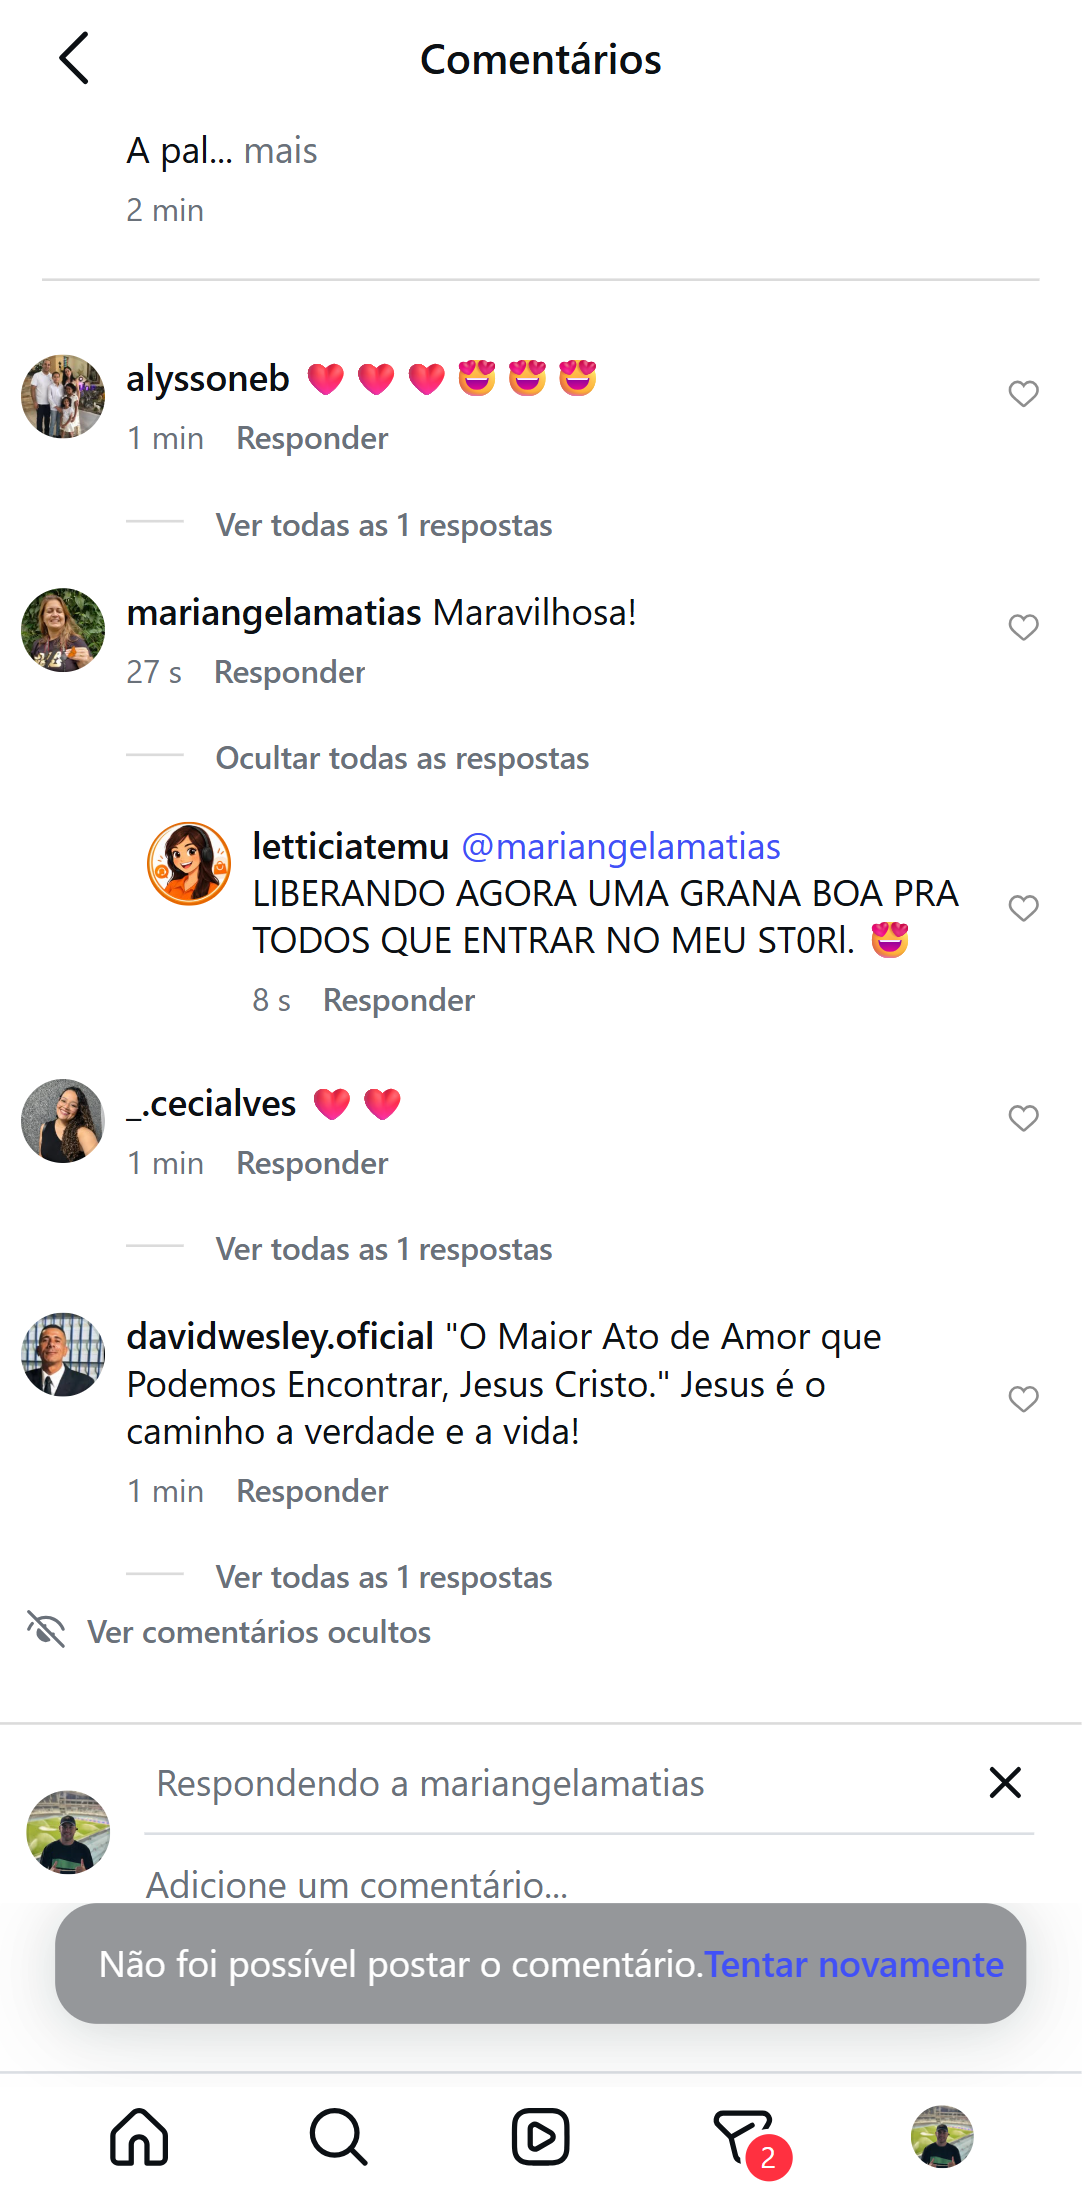 Comentários
A pal... mais
2 min
alyssoneb ❤️ ❤️ ❤️ 😍 😍 😍
1 min Responder
Ver todas as 1 respostas
mariangelamatias Maravilhosa!
27 s Responder
Ocultar todas as respostas
letticiatemu @mariangelamatias
LIBERANDO AGORA UMA GRANA BOA PRA
TODOS QUE ENTRAR NO MEU ST0Rl. 😍
8 s Responder
_.cecialves ❤️ ❤️
1 min Responder
Ver todas as 1 respostas
davidwesley.oficial "O Maior Ato de Amor que
Podemos Encontrar, Jesus Cristo." Jesus é o
caminho a verdade e a vida!
1 min Responder
Ver todas as 1 respostas
Ver comentários ocultos
Respondendo a mariangelamatias
Adicione um comentário...
Não foi possível postar o comentário.Tentar novamente
2